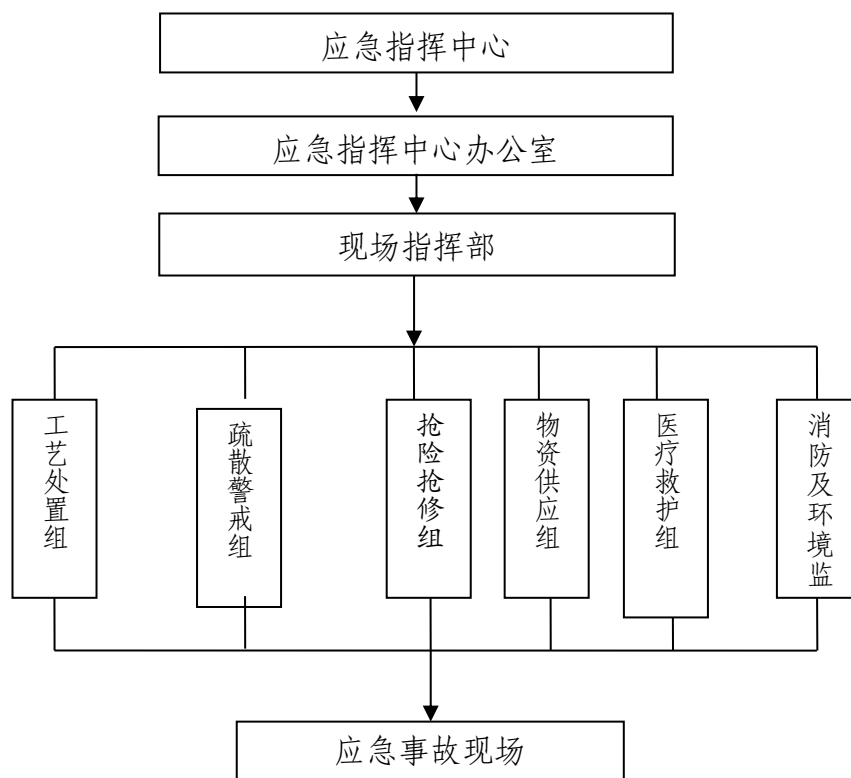 应急指挥中心
应急指挥中心办公室
现场指挥部
工艺处置组
疏散警戒组
抢险抢修组
物资供应组
医疗救护组
消防及环境监
应急事故现场